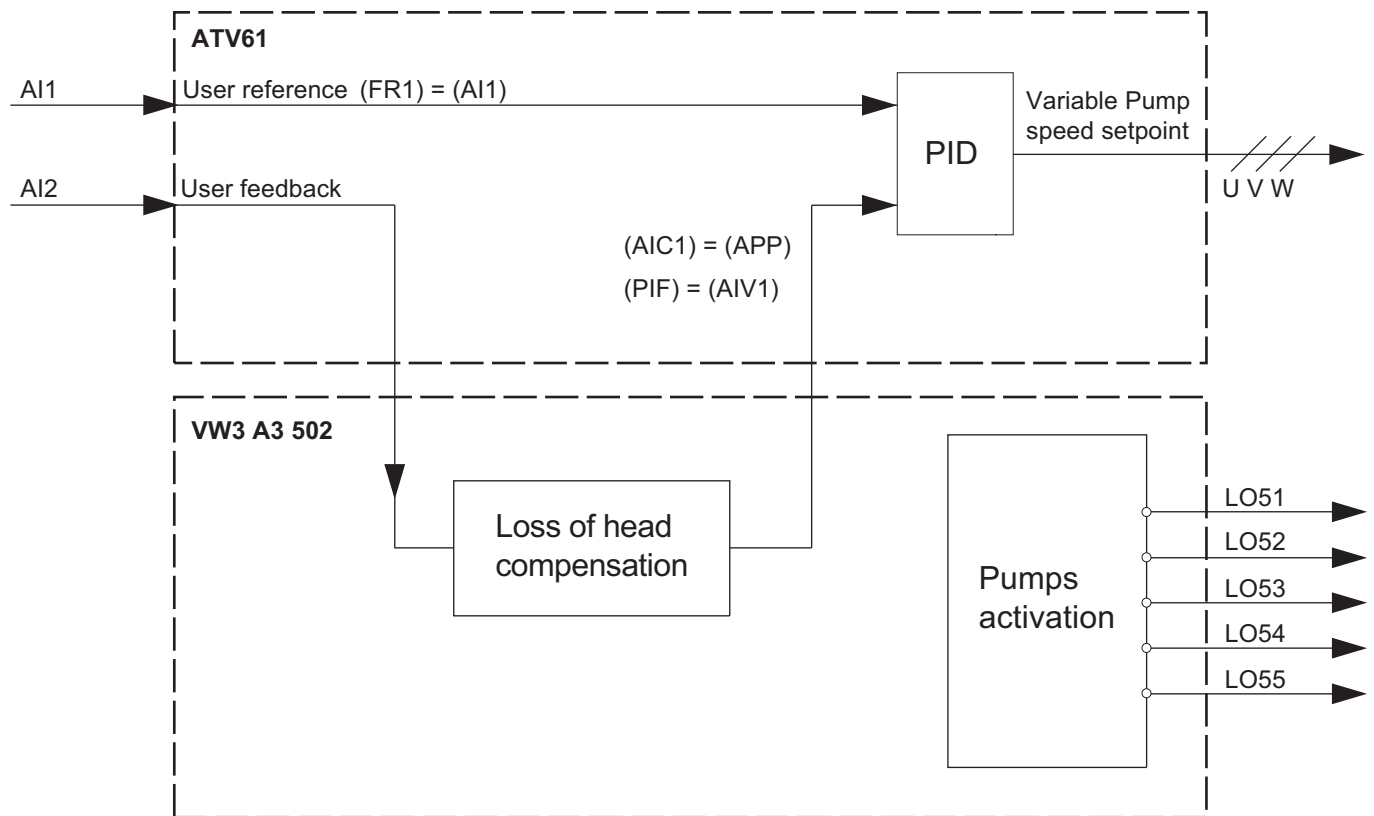 ATV61
AI1
User reference (FR1) = (AI1)
Variable Pump
speed setpoint
PID
AI2
User feedback
U V W
(AIC1) = (APP)
(PIF) = (AIV1)
VW3 A3 502
Loss of head
compensation
Pumps
activation
LO51
LO52
LO53
LO54
LO55